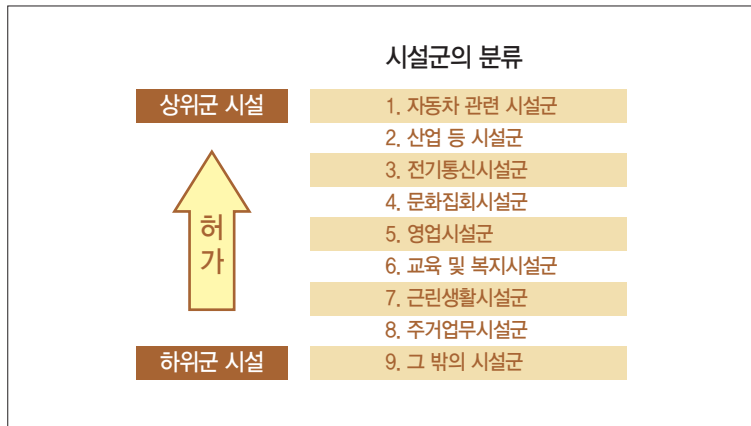 시설군의 분류
상위군 시설
1. 자동차 관련 시설군
2. 산업 등 시설군
3. 전기통신시설군
4. 문화집회시설군
5. 영업시설군
6. 교육 및 복지시설군
7. 근린생활시설군
8. 주거업무시설군
9. 그 밖의 시설군
허
가
하위군 시설